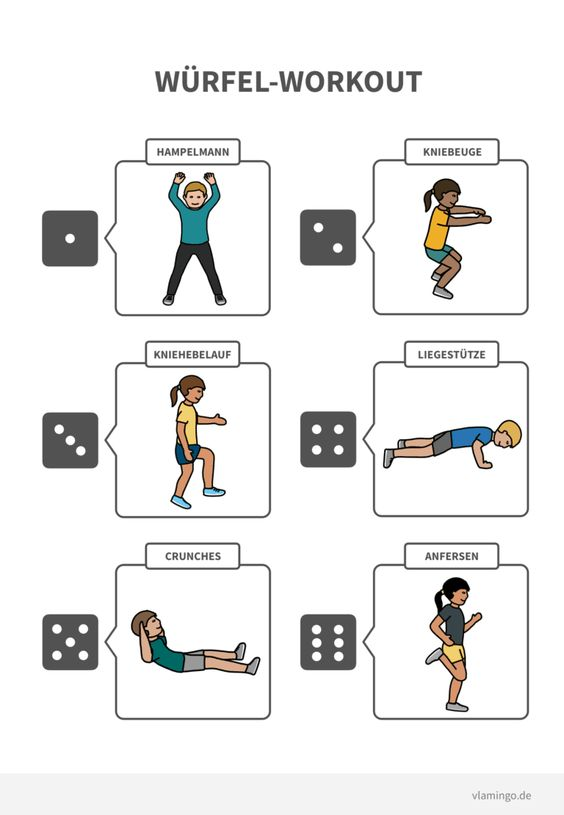 WÜRFEL-WORKOUT
HAMPELMANN
KNIEBEUGE
KNIEHEBELAUF
LIEGESTÜTZE
CRUNCHES
ANFERSEN
vlamingo.de